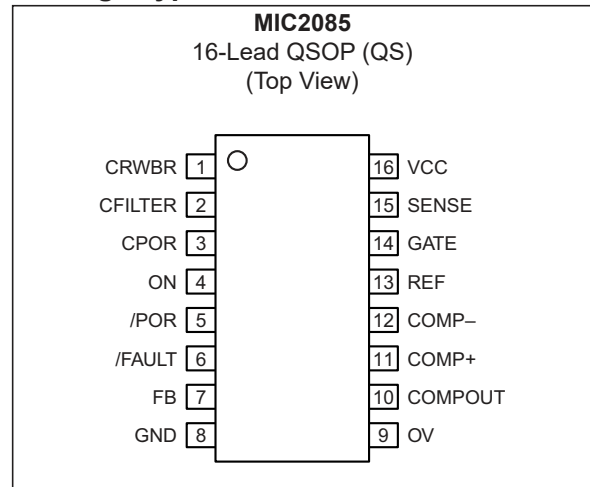 MIC2085
16-Lead QSOP (QS)
(Top View)
CRWBR 1 16 VCC
CFILTER 2 15 SENSE
CPOR 3 14 GATE
ON 4 13 REF
/POR 5 12 COMP–
/FAULT 6 11 COMP+
FB 7 10 COMPOUT
GND 8 9 OV